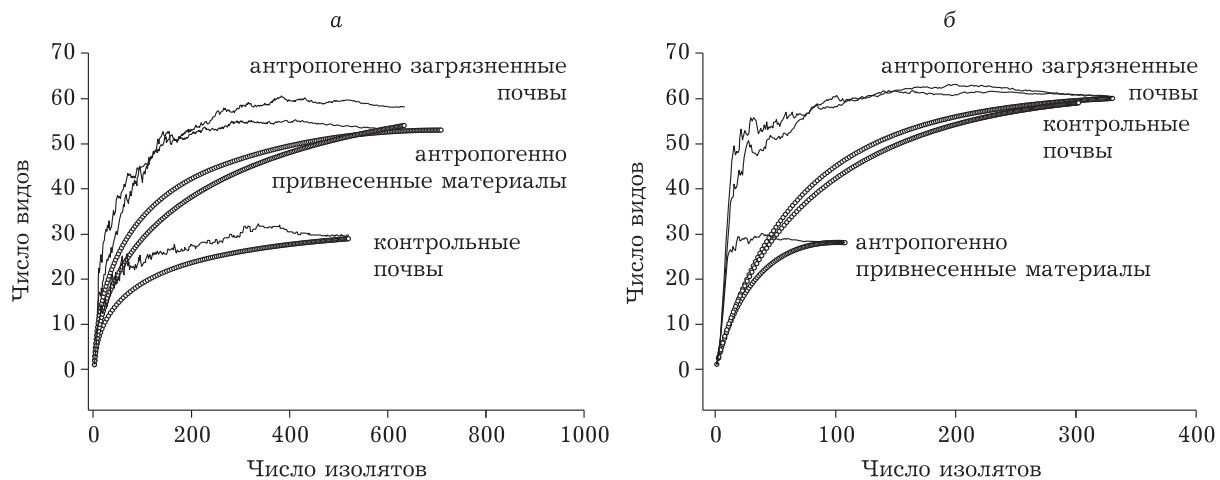 а
70
60
50
40
30
20
10
0
Число видов
антропогенно загрязненные
почвы
антропогенно
привнесенные материалы
контрольные
почвы
0 200 400 600 800 1000
Число изолятов
б
70
60
50
40
30
20
10
0
Число видов
антропогенно загрязненные
почвы
контрольные
почвы
антропогенно
привнесенные материалы
0 100 200 300 400
Число изолятов